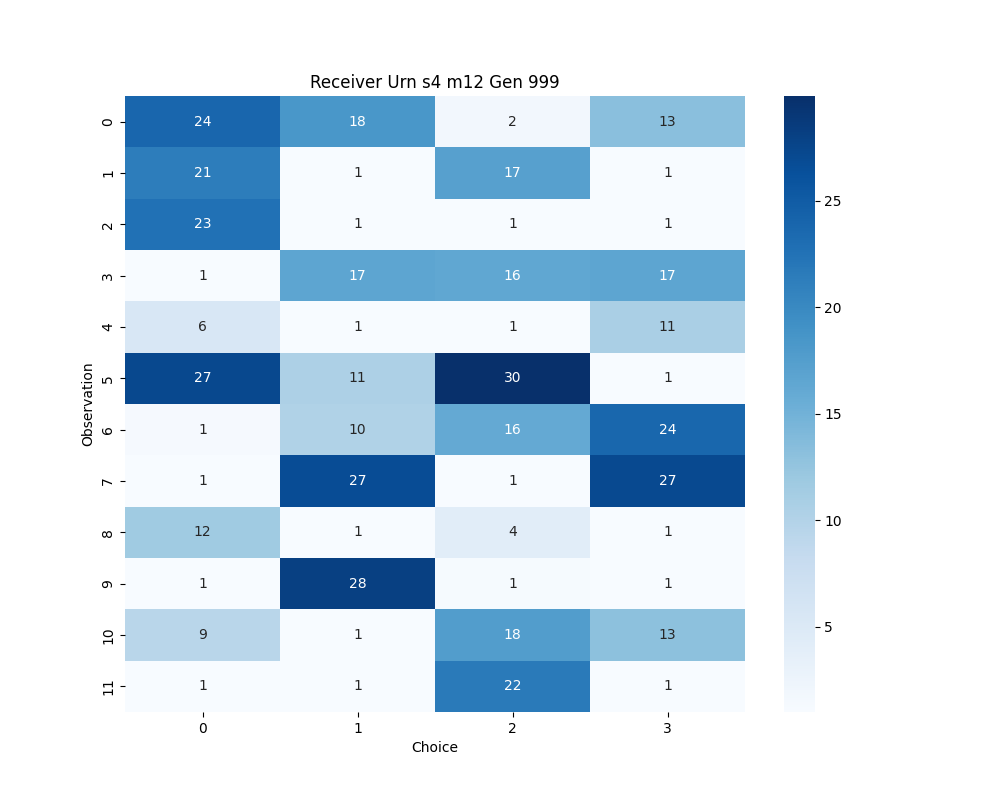 Receiver Urn s4 m12 Gen 999
0 24 18 2 13
1 21 1 17 1
2 23 1 1 1
3 1 17 16 17
4 6 1 1 11
5 27 11 30 1
6 1 10 16 24
7 1 27 1 27
8 12 1 4 1
9 1 28 1 1
10 9 1 18 13
11 1 1 22 1
0 1 2 3
Choice
Observation
25
20
15
10
5